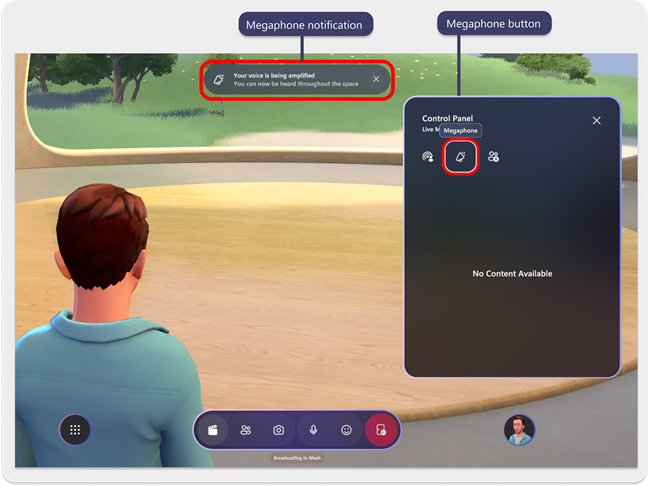 Megaphone notification
Megaphone button
Your voice is being amplified
You can now be heard throughout the space
Control Panel
Live M
Megaphone
No Content Available
Broadcasting in Mesh